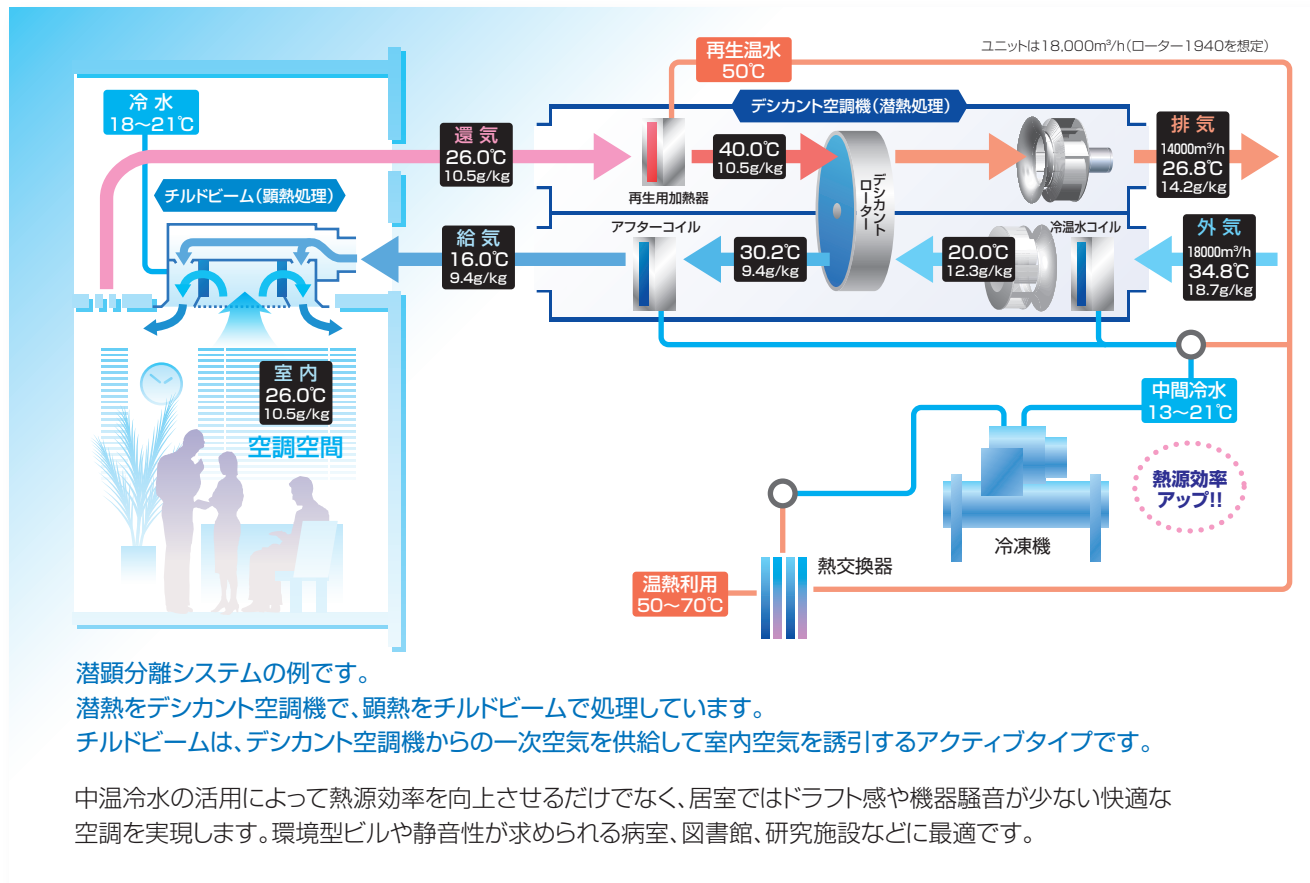 ユニットは18,000m³/h(ローター1940を想定)
再生温水
50℃
冷 水
18〜21℃
デシカント空調機(潜熱処理)
還 気
26.0℃
10.5g/kg
40.0℃
10.5g/kg
排 気
14000m³/h
26.8℃
14.2g/kg
再生用加熱器
デシカント
ローター
チルドビーム(顕熱処理)
給 気
16.0℃
9.4g/kg
アフターコイル
30.2℃
9.4g/kg
20.0℃
12.3g/kg
冷温水コイル
外 気
18000m³/h
34.8℃
18.7g/kg
室 内
26.0℃
10.5g/kg
空調空間
中間冷水
13〜21℃
熱源効率
アップ!!
冷凍機
熱交換器
温熱利用
50〜70℃
潜顕分離システムの例です。
潜熱をデシカント空調機で、顕熱をチルドビームで処理しています。
チルドビームは、デシカント空調機からの一次空気を供給して室内空気を誘引するアクティブタイプです。
中温冷水の活用によって熱源効率を向上させるだけでなく、居室ではドラフト感や機器騒音が少ない快適な
空調を実現します。環境型ビルや静音性が求められる病室、図書館、研究施設などに最適です。